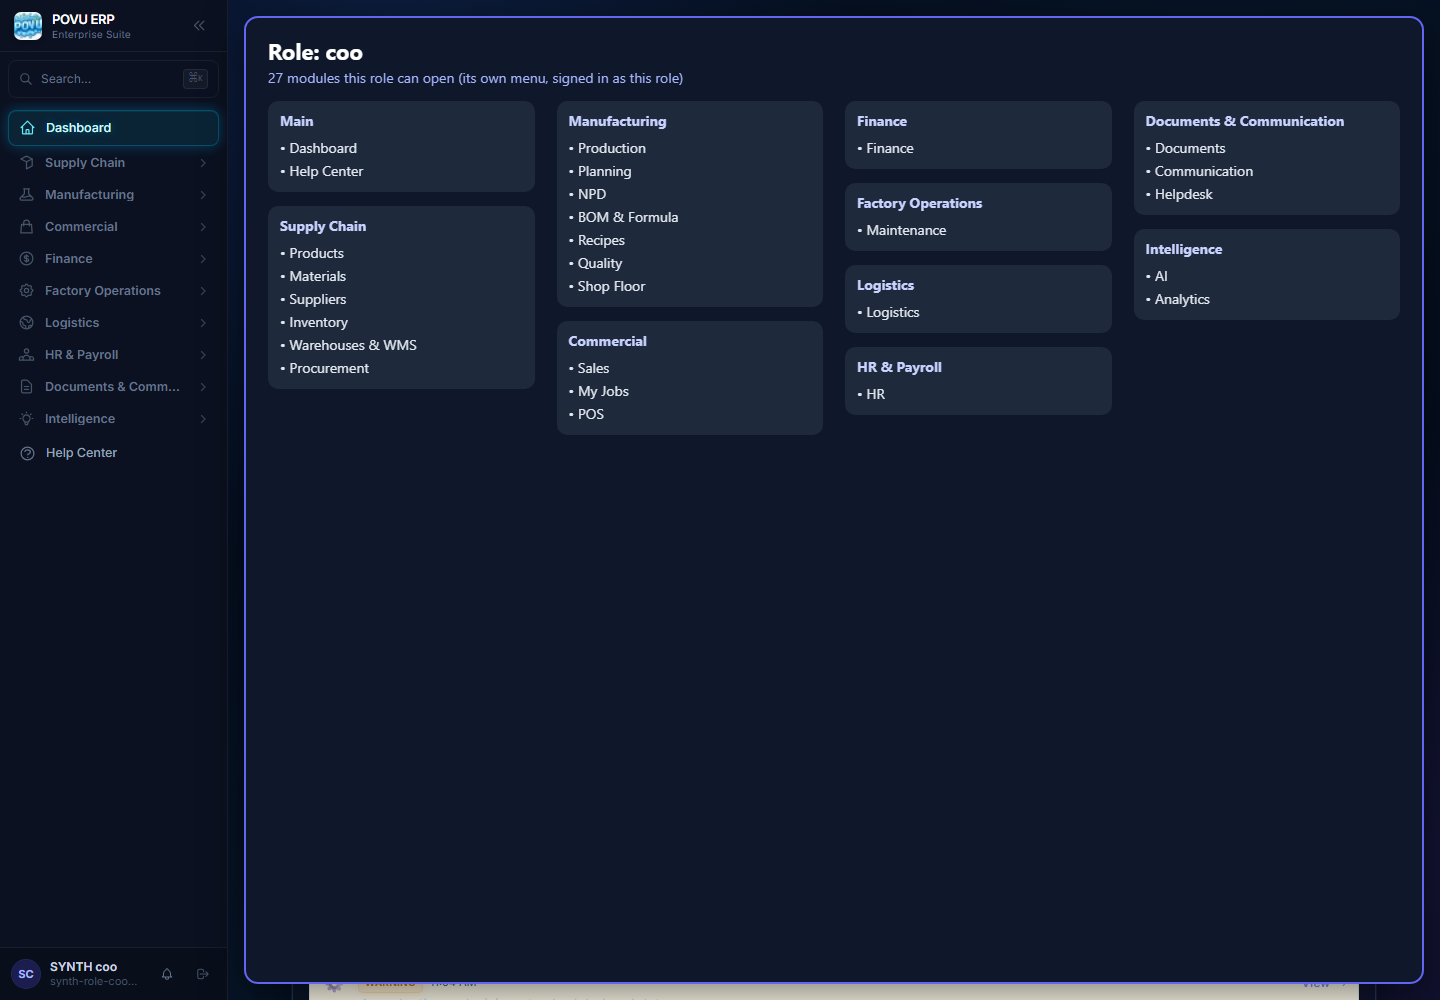 POVU ERP
Enterprise Suite
Search...
⌘K
Dashboard
Supply Chain
Manufacturing
Commercial
Finance
Factory Operations
Logistics
HR & Payroll
Documents & Comm...
Intelligence
Help Center
SC
SYNTH coo
synth-role-coo...
Role: coo
27 modules this role can open (its own menu, signed in as this role)
Main
• Dashboard
• Help Center
Supply Chain
• Products
• Materials
• Suppliers
• Inventory
• Warehouses & WMS
• Procurement
Manufacturing
• Production
• Planning
• NPD
• BOM & Formula
• Recipes
• Quality
• Shop Floor
Commercial
• Sales
• My Jobs
• POS
Finance
• Finance
Factory Operations
• Maintenance
Logistics
• Logistics
HR & Payroll
• HR
Documents & Communication
• Documents
• Communication
• Helpdesk
Intelligence
• AI
• Analytics